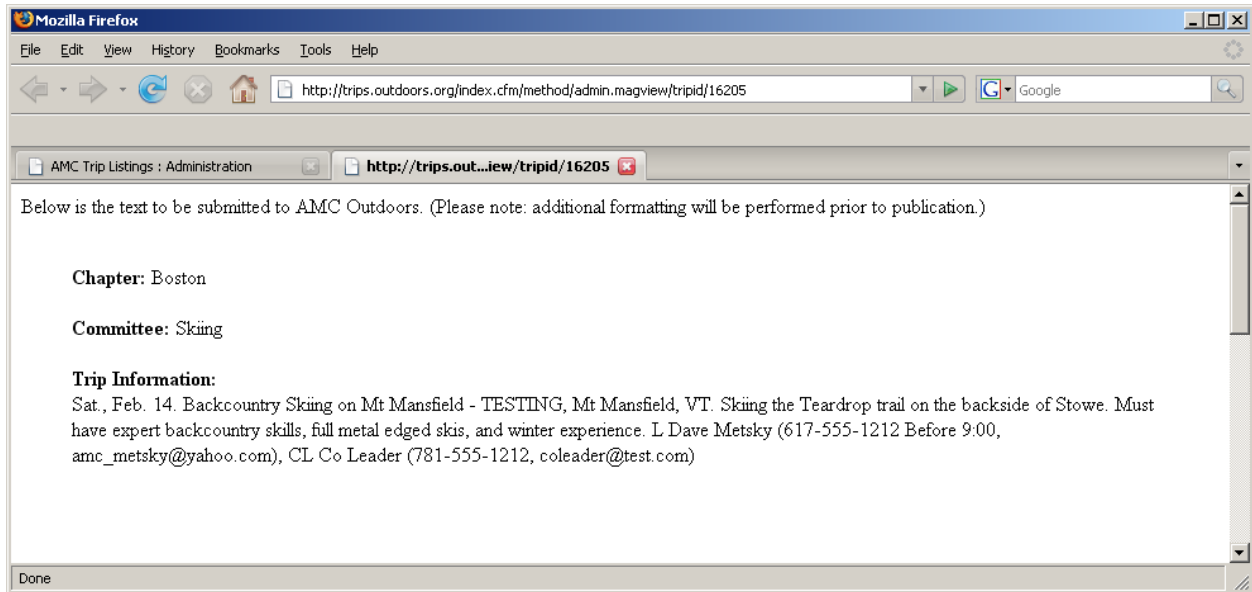 Mozilla Firefox
File Edit View History Bookmarks Tools Help
http://trips.outdoors.org/index.cfm/method/admin.magview/tripid/16205 G Google
AMC Trip Listings : Administration http://trips.out...iew/tripid/16205
Below is the text to be submitted to AMC Outdoors. (Please note: additional formatting will be performed prior to publication.)
Chapter: Boston
Committee: Skiing
Trip Information:
Sat., Feb. 14. Backcountry Skiing on Mt Mansfield - TESTING, Mt Mansfield, VT. Skiing the Teardrop trail on the backside of Stowe. Must
have expert backcountry skills, full metal edged skis, and winter experience. L Dave Metsky (617-555-1212 Before 9:00,
amc_metsky@yahoo.com), CL Co Leader (781-555-1212, coleader@test.com)
Done